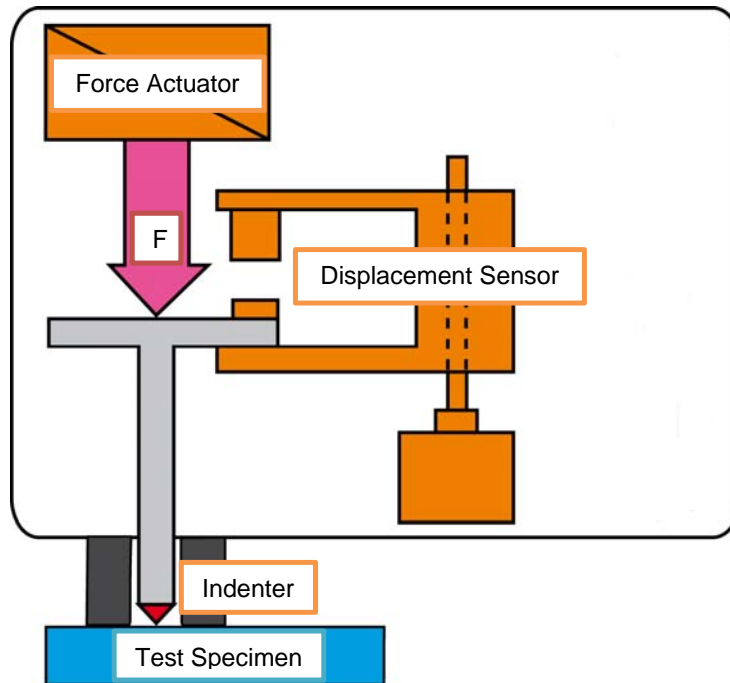 Force Actuator
F
Displacement Sensor
Indenter
Test Specimen